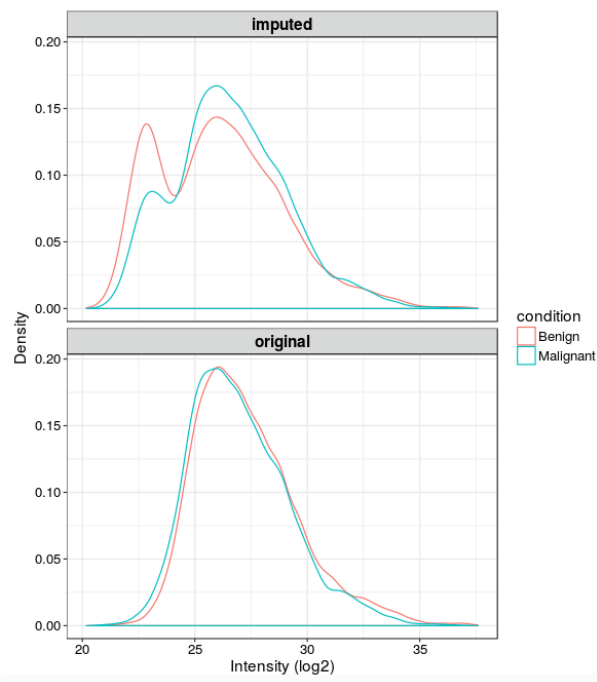 imputed
0.20
0.15
0.10
0.05
0.00
Density
original
0.20
0.15
0.10
0.05
0.00
20 25 30 35
Intensity (log2)
condition
Benign
Malignant